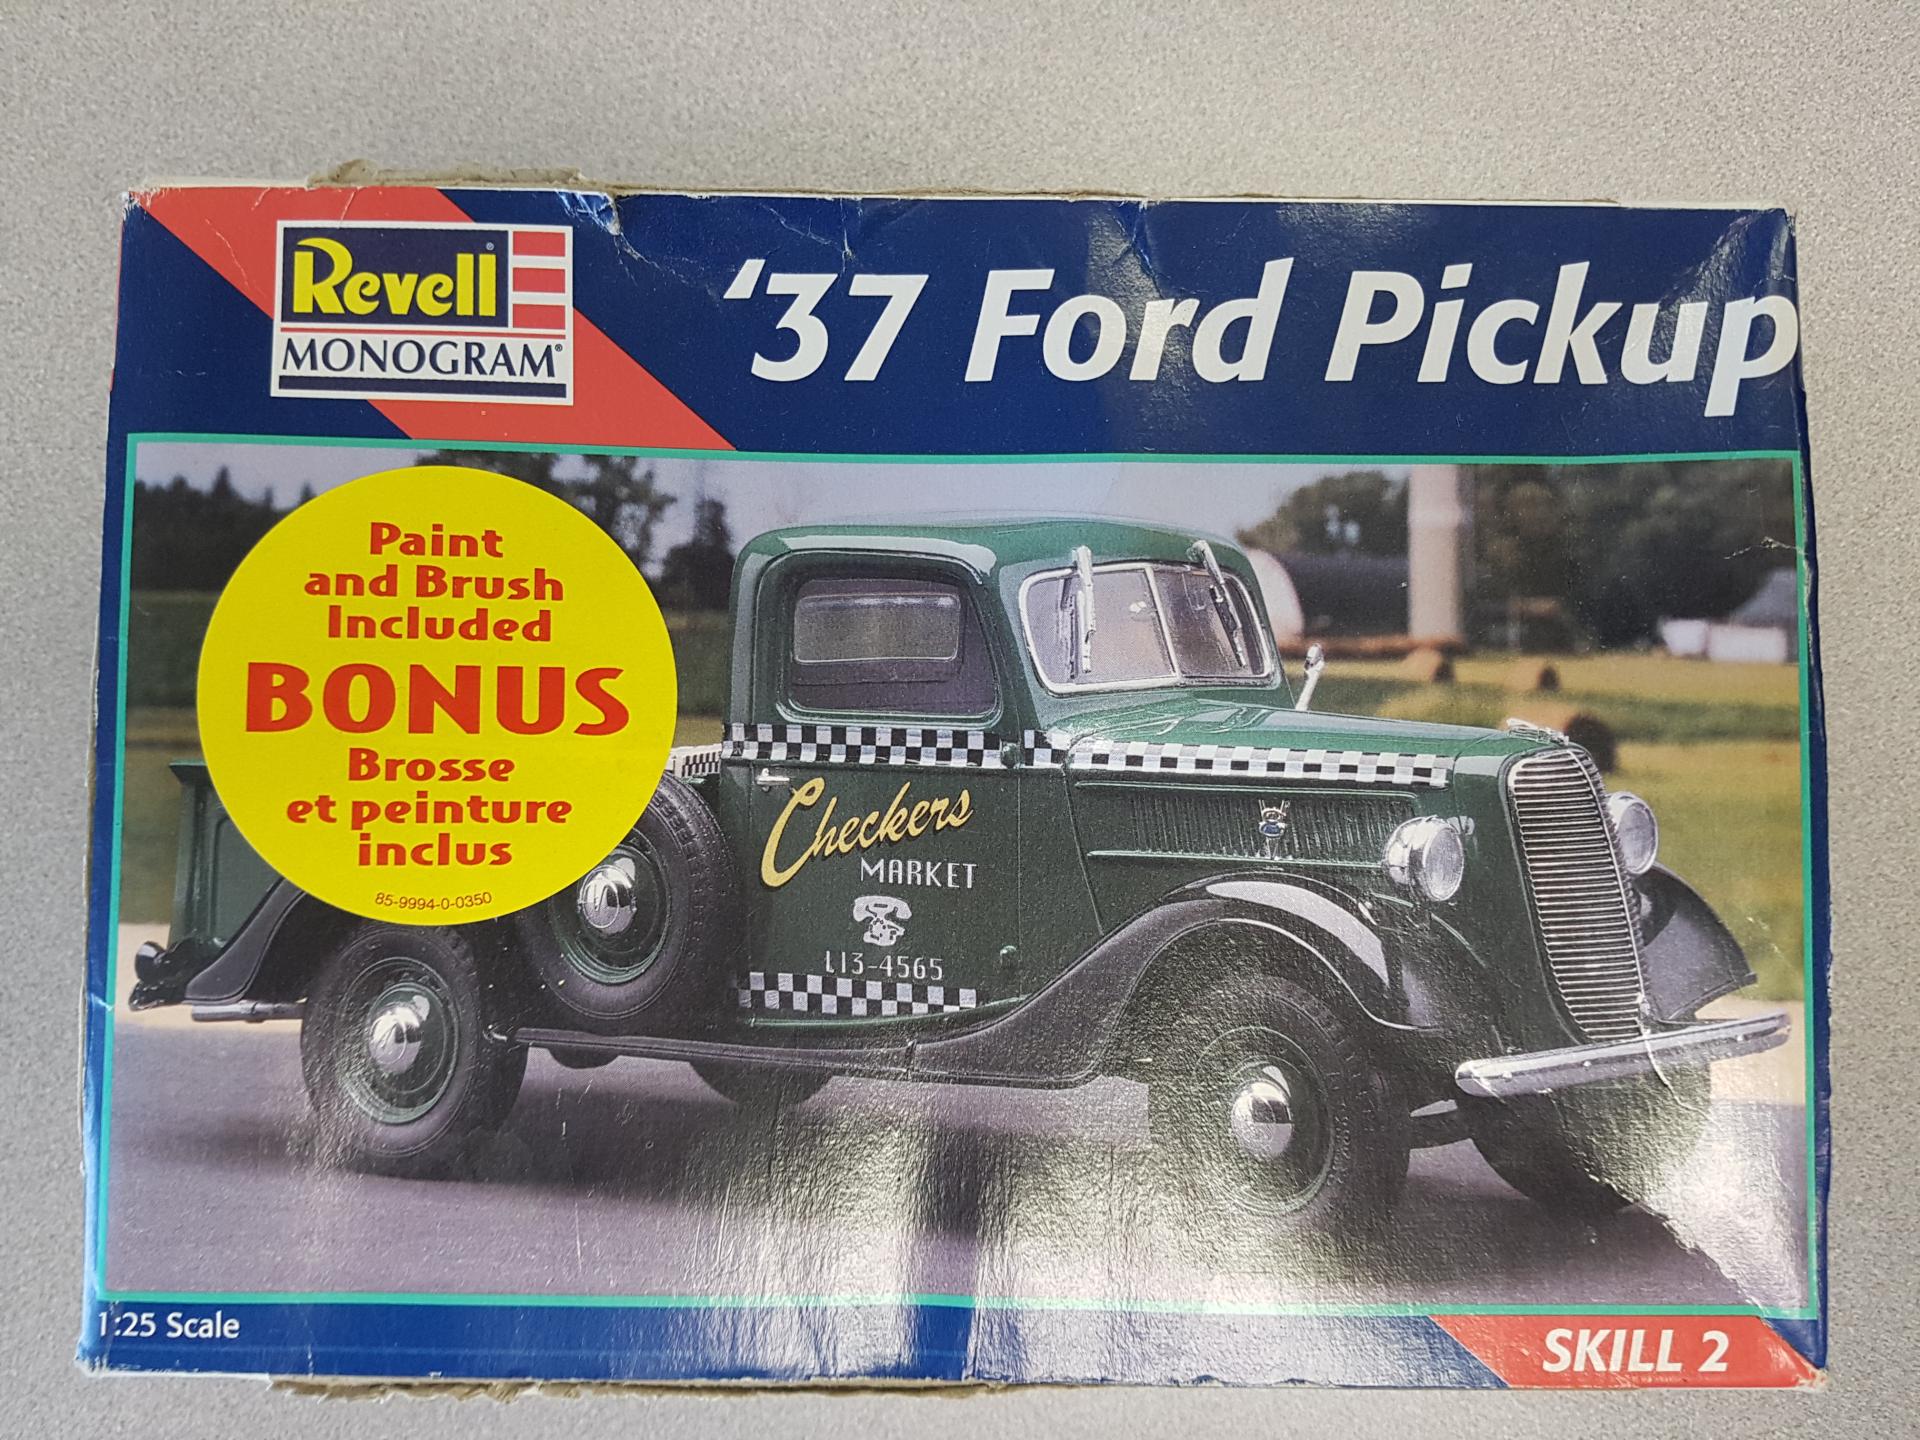 Revell®
MONOGRAM®
'37 Ford Pickup
Paint
and Brush
Included
BONUS
Brosse
et peinture
inclus
85-9994-0-0350
Checkers
MARKET
LI3-4565
1:25 Scale
SKILL 2